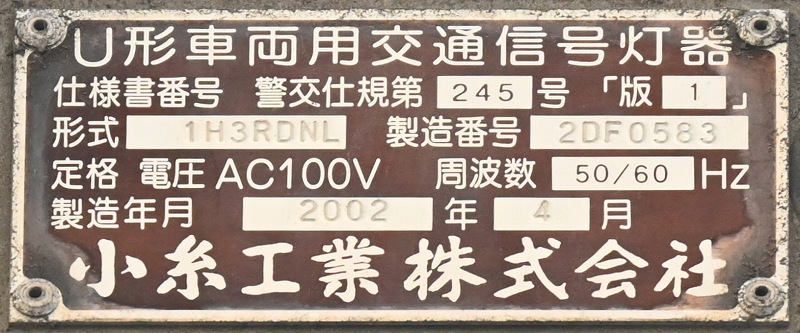 U形車両用交通信号灯器
仕様書番号 警交仕規第 245 号 「版 1 」
形式 1H3RDNL 製造番号 2DF0583
定格 電圧 AC100V 周波数 50/60 Hz
製造年月 2002 年 4 月
小糸工業株式会社